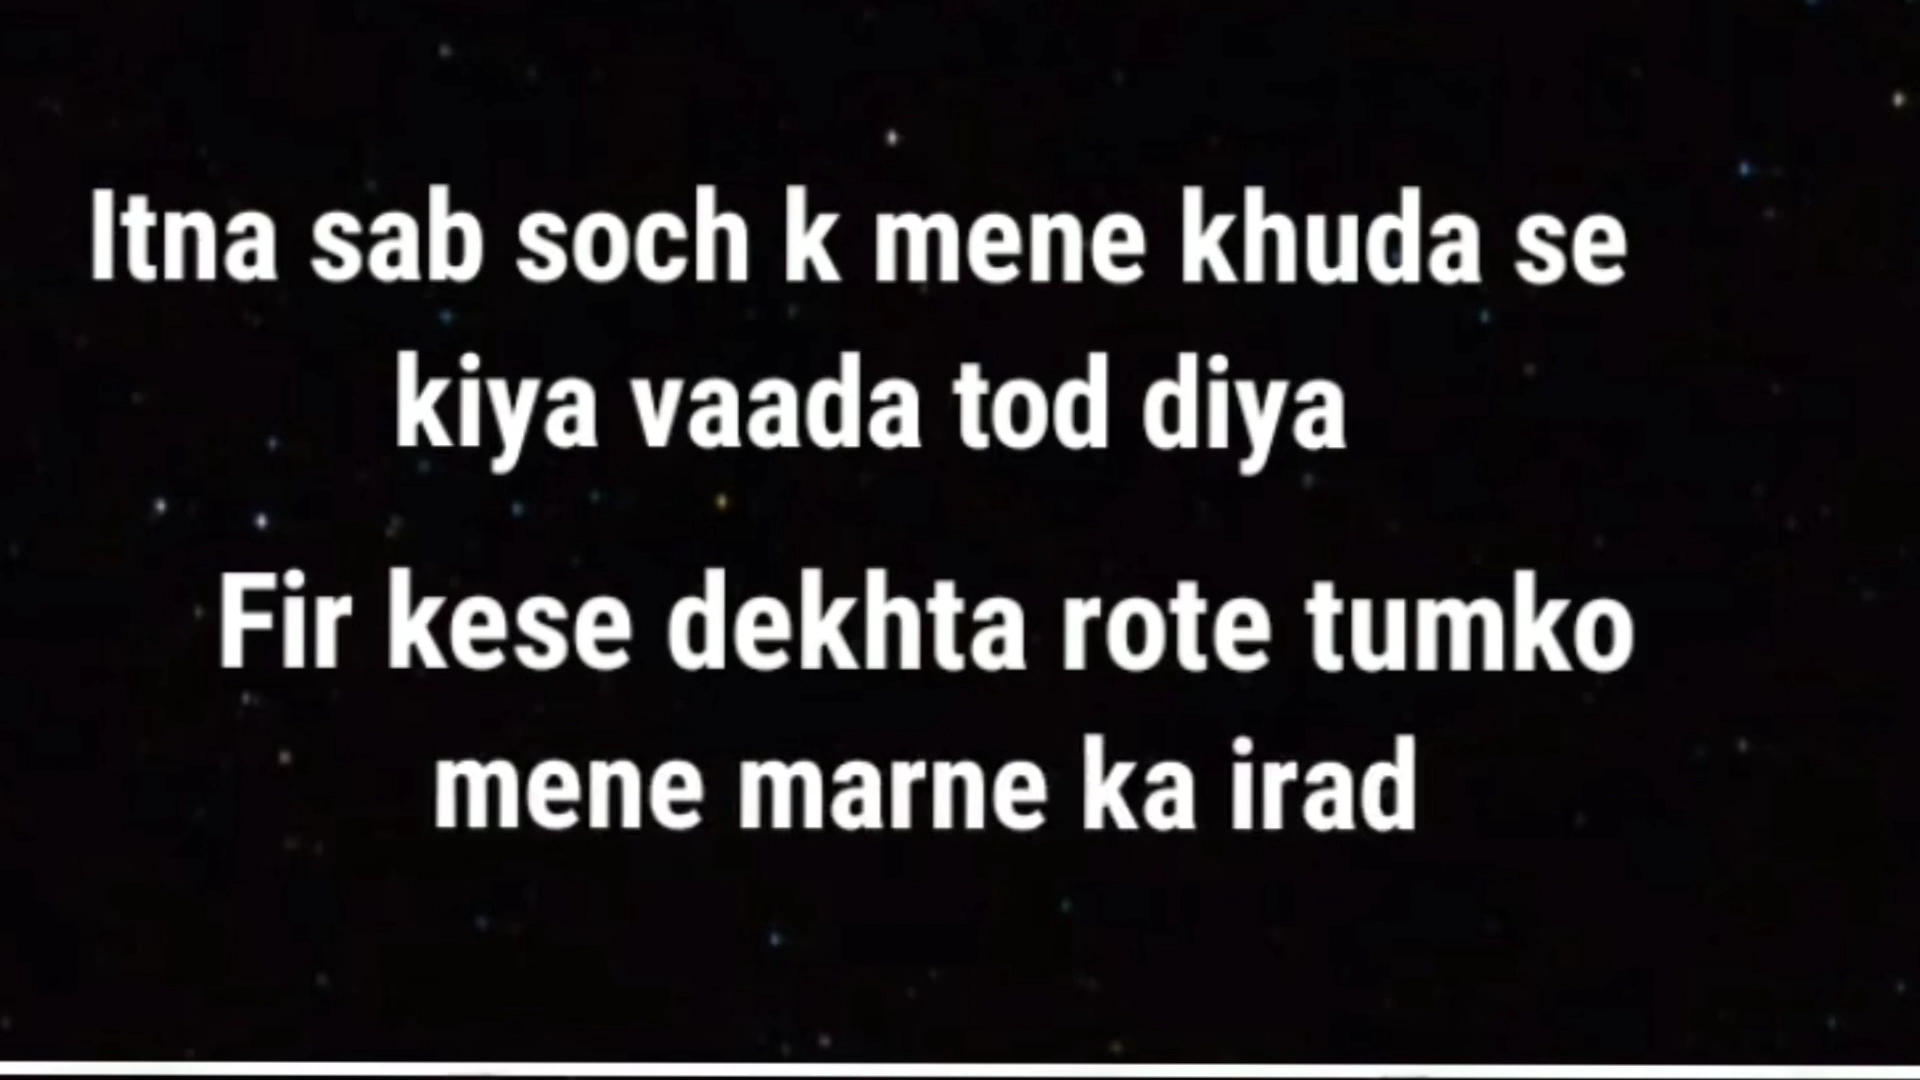 Itna sab soch k mene khuda se
kiya vaada tod diya
Fir kese dekhta rote tumko
mene marne ka irad